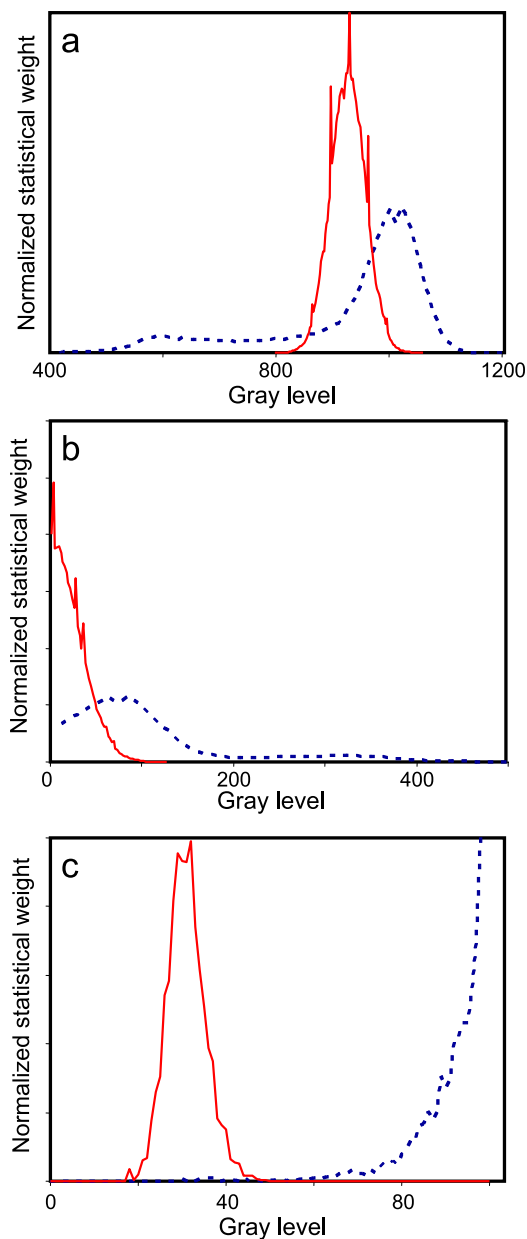 a
Normalized statistical weight
400 800 1200
Gray level
b
Normalized statistical weight
0 200 400
Gray level
c
Normalized statistical weight
0 40 80
Gray level